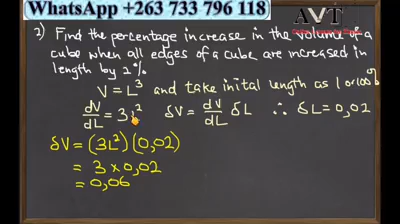 WhatsApp +263 733 796 118
AVT
2) Find the percentage increase in the volume of a
cube when all edges of a cube are increased in
length by 2%
V = L³ and take inital length as 1 or 100%
dV/dL = 3L² δV = dV/dL δL ∴ δL = 0,02
δV = (3L²)(0,02)
= 3 × 0,02
= 0,06